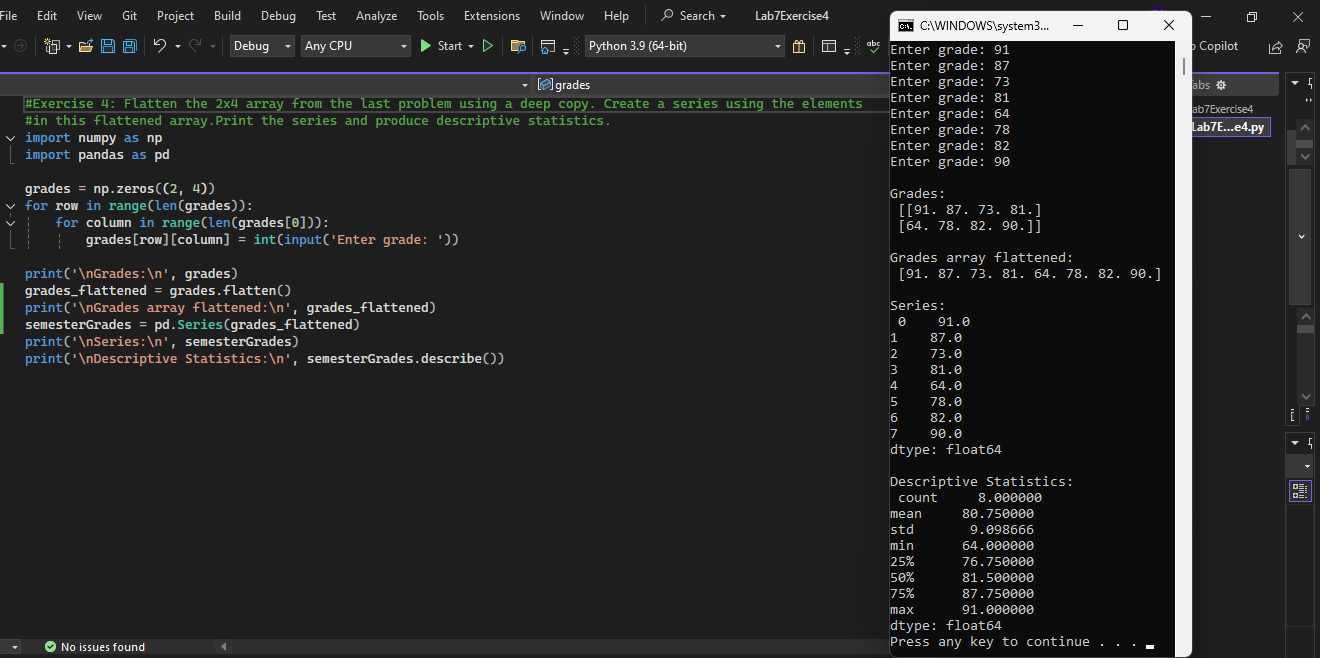 File Edit View Git Project Build Debug Test Analyze Tools Extensions Window Help Search Lab7Exercise4
Debug Any CPU Start Python 3.9 (64-bit) Copilot
grades
#Exercise 4: Flatten the 2x4 array from the last problem using a deep copy. Create a series using the elements
#in this flattened array.Print the series and produce descriptive statistics.
import numpy as np
import pandas as pd
grades = np.zeros((2, 4))
for row in range(len(grades)):
for column in range(len(grades[0])):
grades[row][column] = int(input('Enter grade: '))
print('\nGrades:\n', grades)
grades_flattened = grades.flatten()
print('\nGrades array flattened:\n', grades_flattened)
semesterGrades = pd.Series(grades_flattened)
print('\nSeries:\n', semesterGrades)
print('\nDescriptive Statistics:\n', semesterGrades.describe())
No issues found
C:\WINDOWS\system3...
Enter grade: 91
Enter grade: 87
Enter grade: 73
Enter grade: 81
Enter grade: 64
Enter grade: 78
Enter grade: 82
Enter grade: 90
Grades:
[[91. 87. 73. 81.]
[64. 78. 82. 90.]]
Grades array flattened:
[91. 87. 73. 81. 64. 78. 82. 90.]
Series:
0 91.0
1 87.0
2 73.0
3 81.0
4 64.0
5 78.0
6 82.0
7 90.0
dtype: float64
Descriptive Statistics:
count 8.000000
mean 80.750000
std 9.098666
min 64.000000
25% 76.750000
50% 81.500000
75% 87.750000
max 91.000000
dtype: float64
Press any key to continue . . .
abs
ab7Exercise4
Lab7E...e4.py